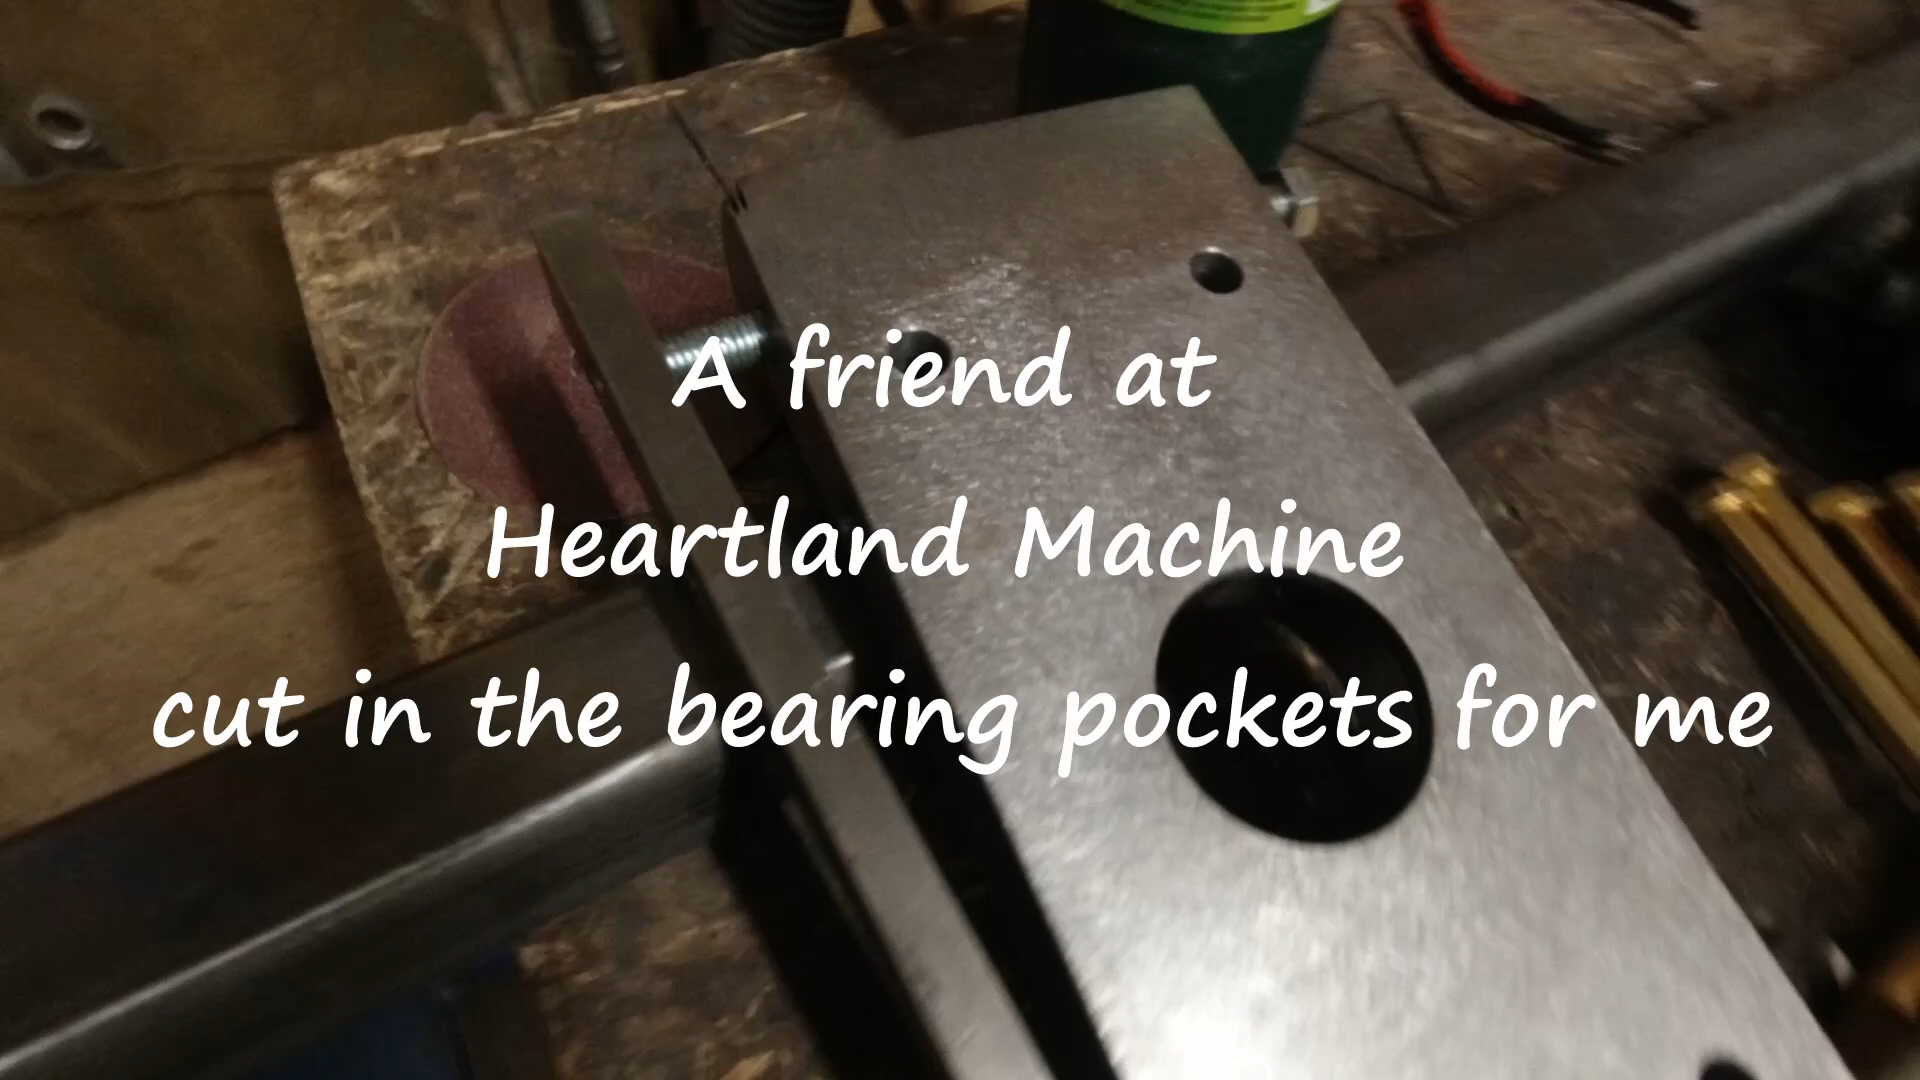 A friend at
Heartland Machine
cut in the bearing pockets for me